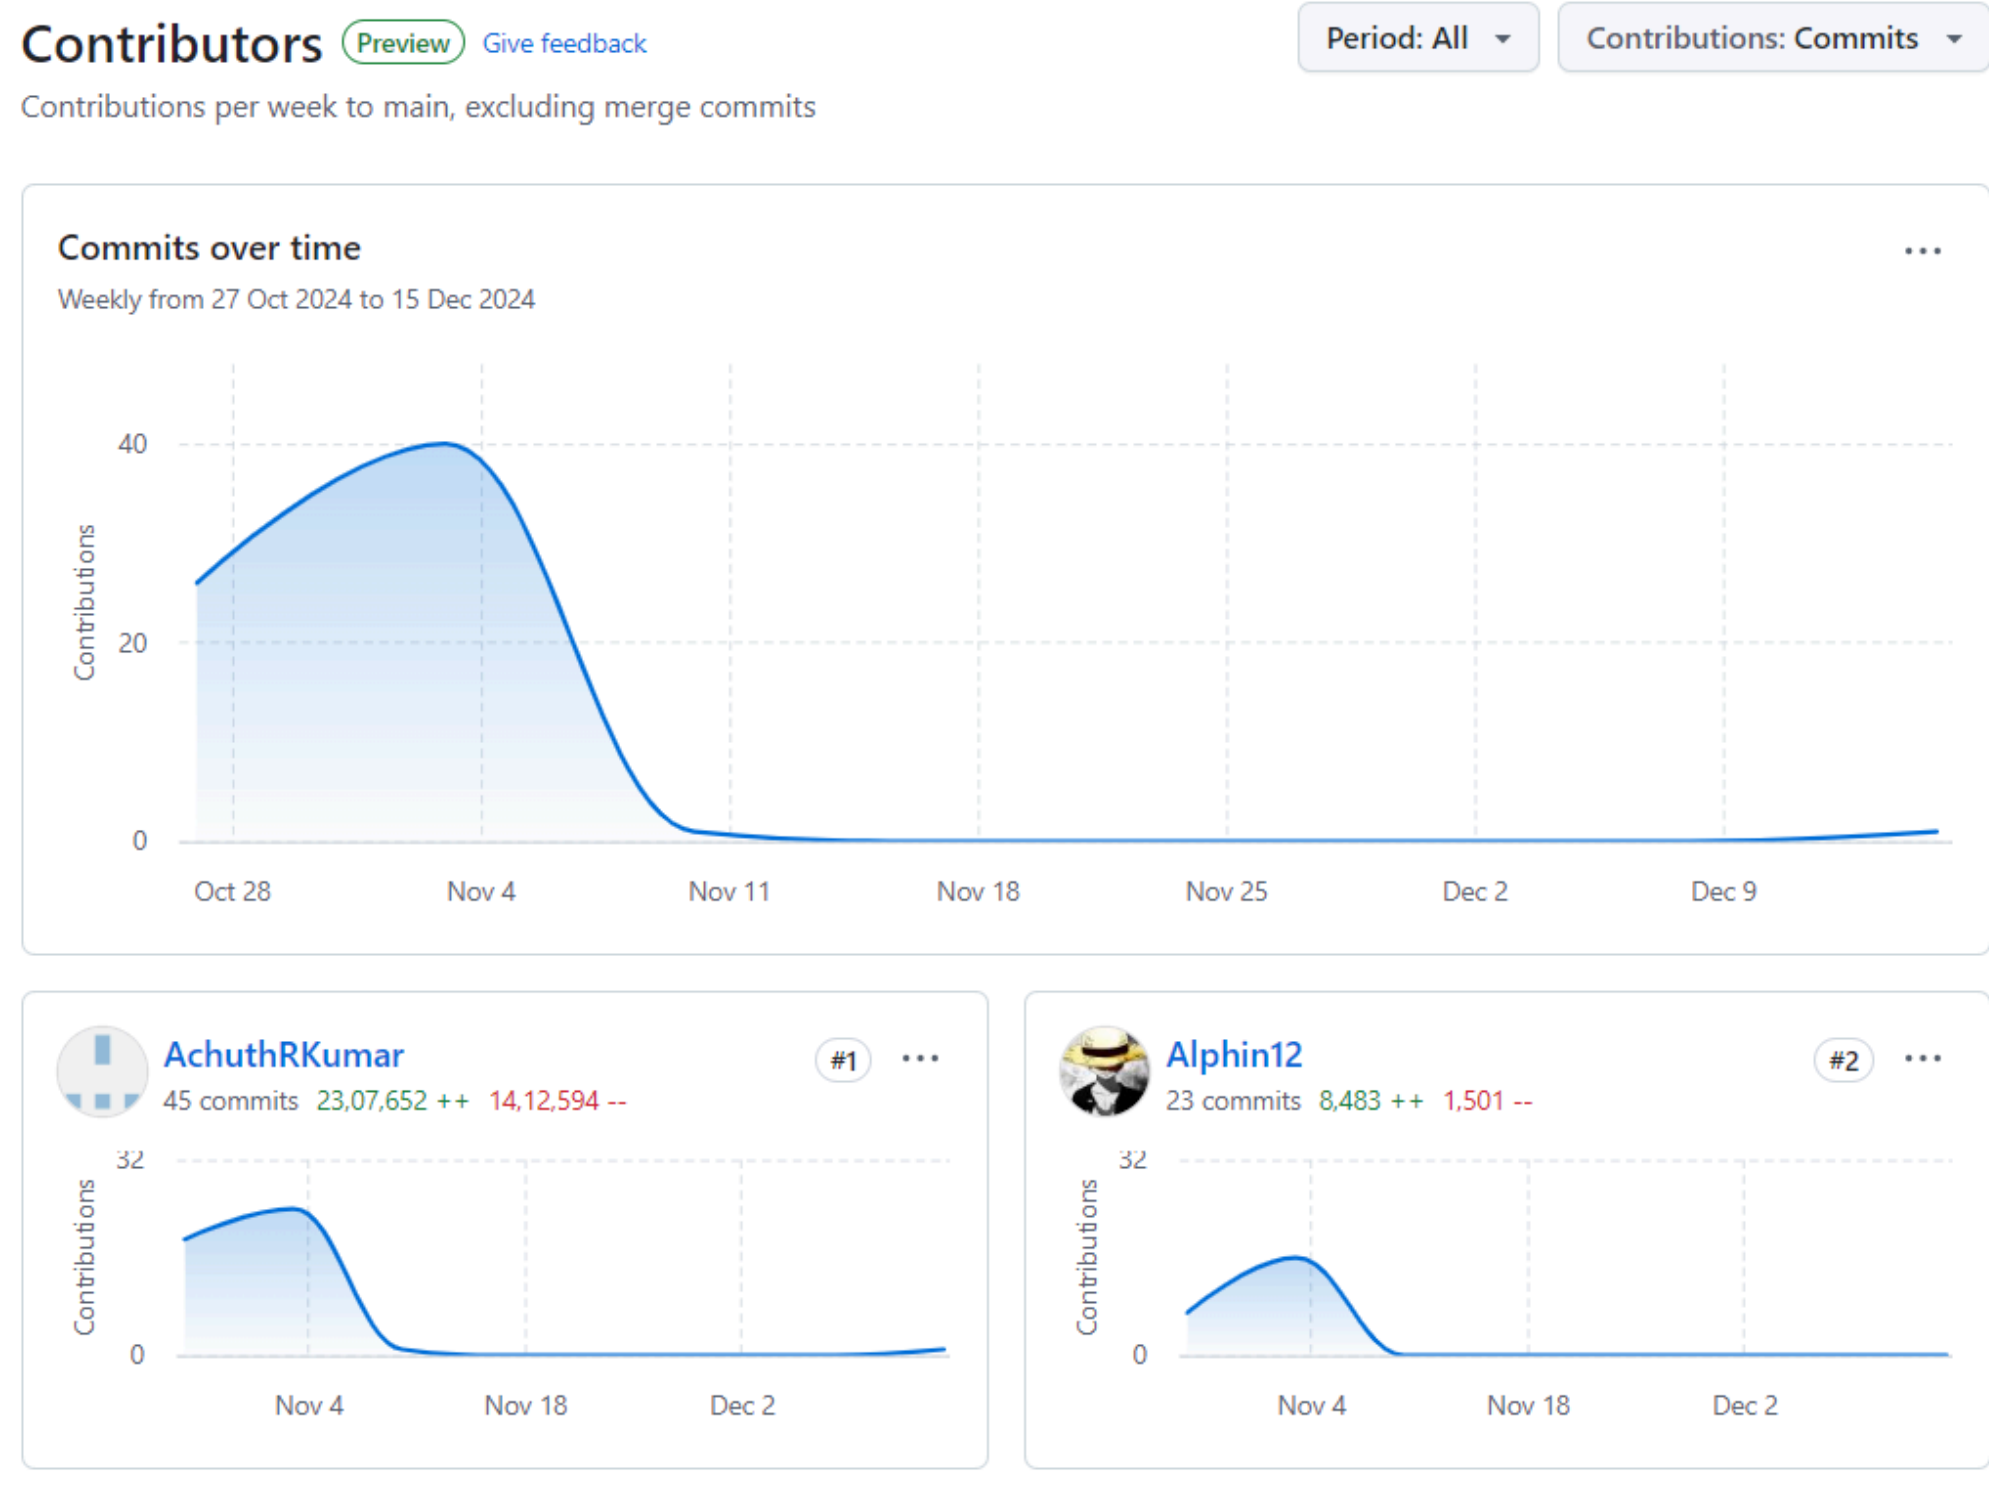 Contributors Preview Give feedback Period: All Contributions: Commits
Contributions per week to main, excluding merge commits
Commits over time
Weekly from 27 Oct 2024 to 15 Dec 2024
Contributions
40
20
0
Oct 28 Nov 4 Nov 11 Nov 18 Nov 25 Dec 2 Dec 9
AchuthRKumar #1
45 commits 23,07,652 ++ 14,12,594 --
Contributions
32
0
Nov 4 Nov 18 Dec 2
Alphin12 #2
23 commits 8,483 ++ 1,501 --
Contributions
32
0
Nov 4 Nov 18 Dec 2